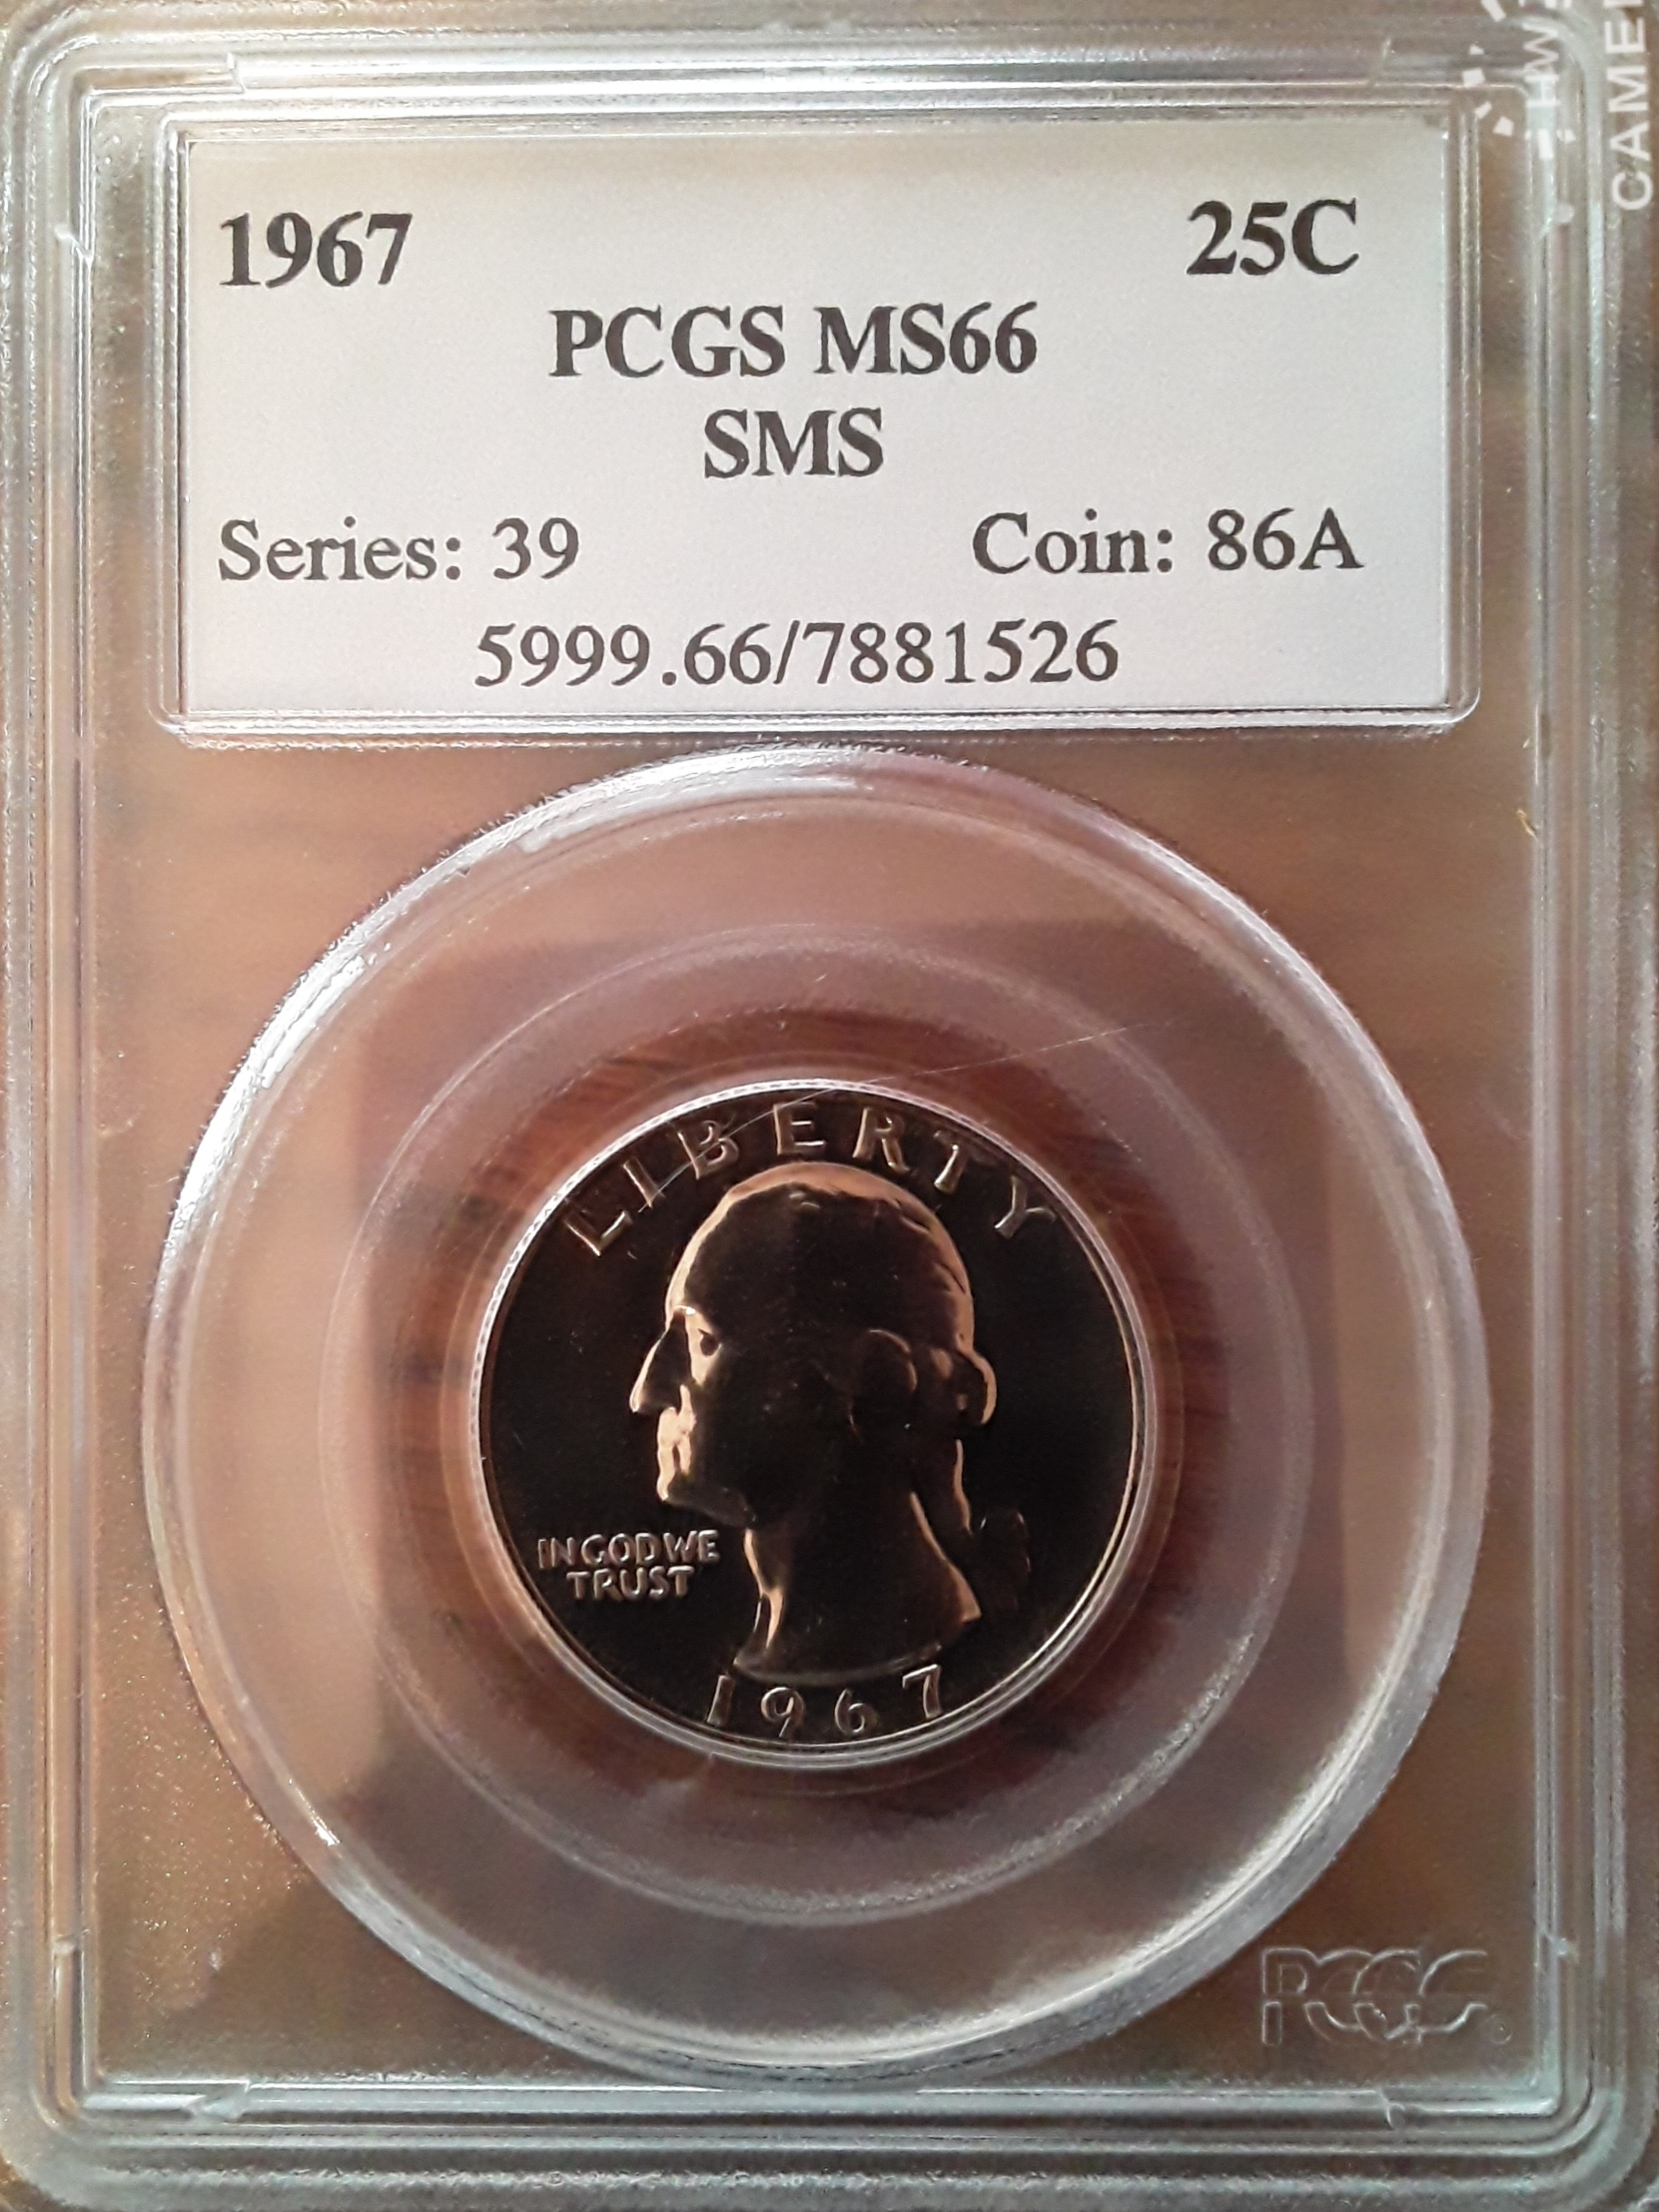 1967 25C
PCGS MS66
SMS
Series: 39 Coin: 86A
5999.66/7881526
LIBERTY
IN GOD WE
TRUST
1967
PCGS